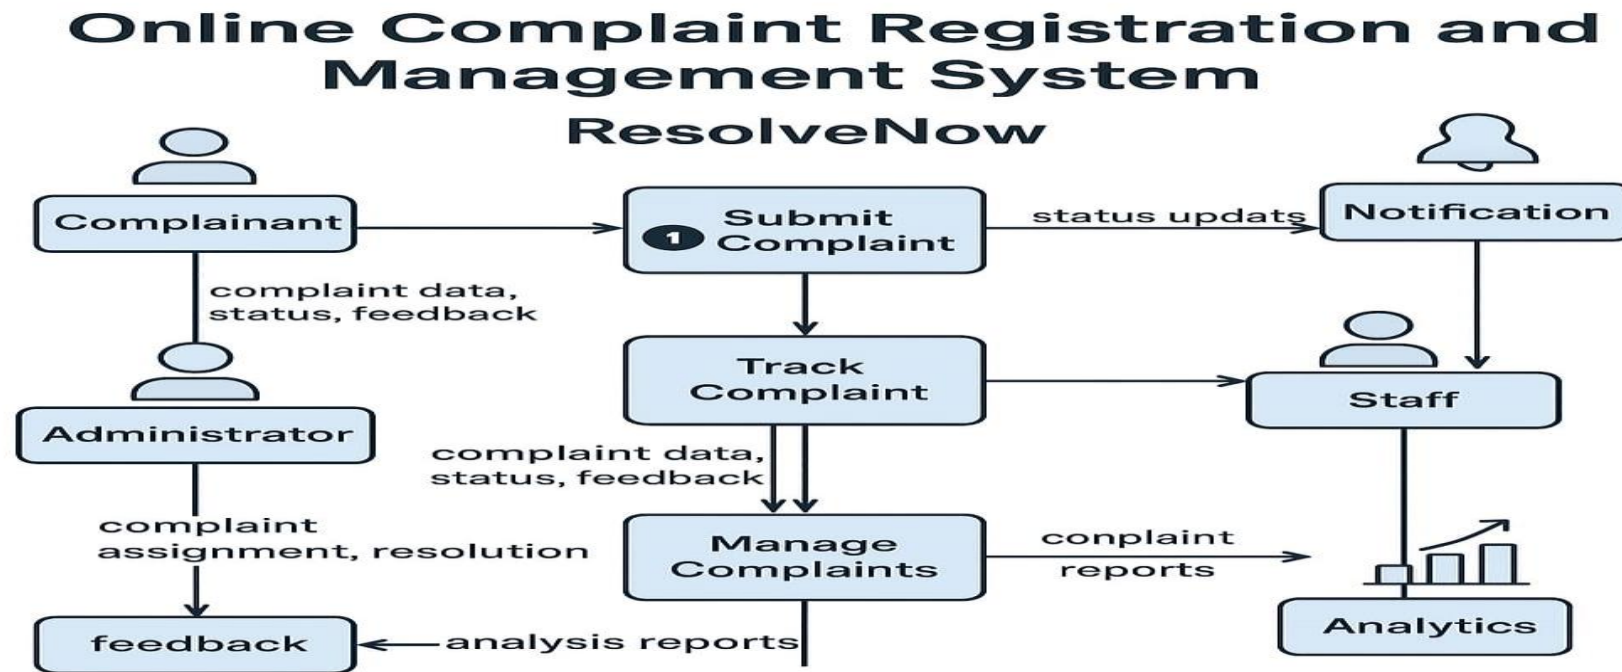 Online Complaint Registration and
Management System
ResolveNow
Complainant
1
Submit
Complaint
status updats
Notification
complaint data,
status, feedback
Track
Complaint
Staff
Administrator
complaint data,
status, feedback
complaint
assignment, resolution
Manage
Complaints
conplaint
reports
feedback
analysis reports
Analytics